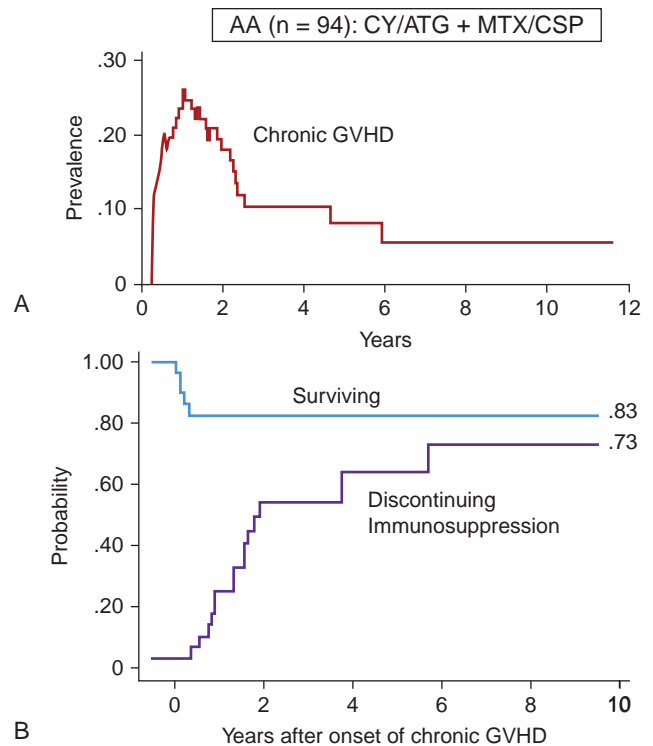 AA (n = 94): CY/ATG + MTX/CSP
.30
.20
.10
0
Prevalence
Chronic GVHD
0 2 4 6 8 10 12
Years
A
1.00
.80
.60
.40
.20
0
Probability
Surviving
.83
.73
Discontinuing
Immunosuppression
0 2 4 6 8 10
Years after onset of chronic GVHD
B